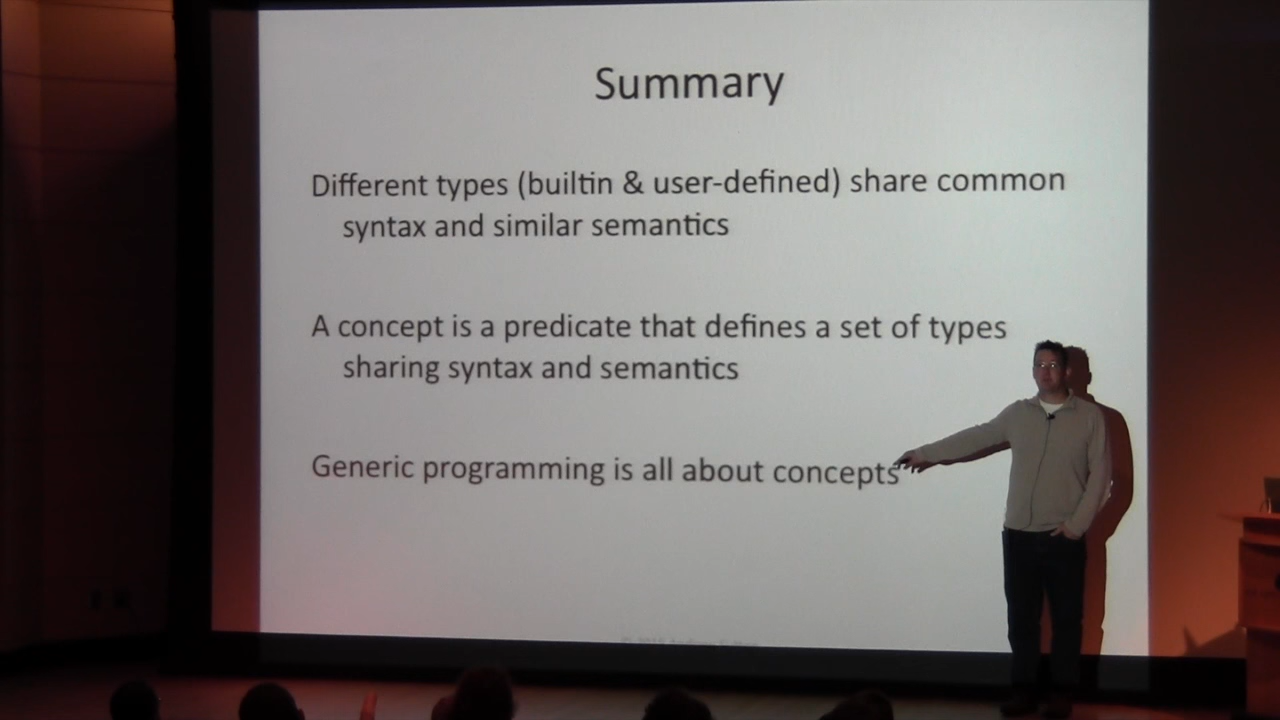 Summary
Different types (builtin & user-defined) share common
syntax and similar semantics
A concept is a predicate that defines a set of types
sharing syntax and semantics
Generic programming is all about concepts